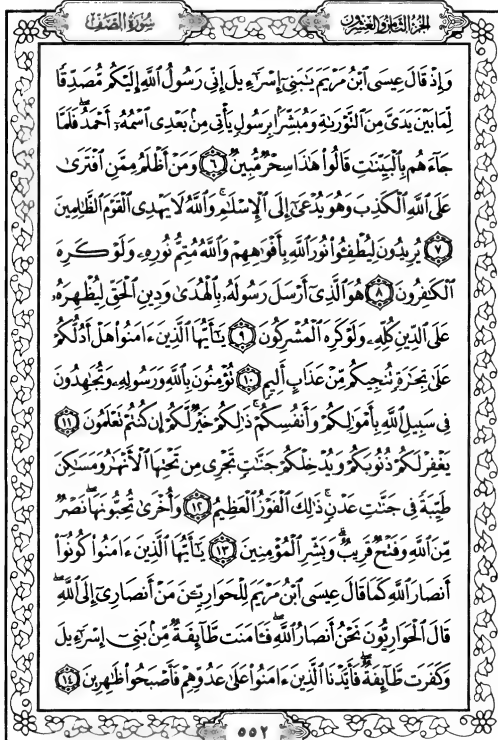 الجزء الثامن والعشرون
سورة الصف
وَإِذْ قَالَ عِيسَى ٱبْنُ مَرْيَمَ يَٰبَنِىٓ إِسْرَٰٓءِيلَ إِنِّى رَسُولُ ٱللَّهِ إِلَيْكُم مُّصَدِّقًا
لِّمَا بَيْنَ يَدَىَّ مِنَ ٱلتَّوْرَىٰةِ وَمُبَشِّرًۢا بِرَسُولٍ يَأْتِى مِنۢ بَعْدِى ٱسْمُهُۥٓ أَحْمَدُ ۖ فَلَمَّا
جَآءَهُم بِٱلْبَيِّنَٰتِ قَالُوا۟ هَٰذَا سِحْرٌ مُّبِينٌ ٦ وَمَنْ أَظْلَمُ مِمَّنِ ٱفْتَرَىٰ
عَلَى ٱللَّهِ ٱلْكَذِبَ وَهُوَ يُدْعَىٰٓ إِلَى ٱلْإِسْلَٰمِ ۚ وَٱللَّهُ لَا يَهْدِى ٱلْقَوْمَ ٱلظَّٰلِمِينَ
٧ يُرِيدُونَ لِيُطْفِـُٔوا۟ نُورَ ٱللَّهِ بِأَفْوَٰهِهِمْ وَٱللَّهُ مُتِمُّ نُورِهِۦ وَلَوْ كَرِهَ
ٱلْكَٰفِرُونَ ٨ هُوَ ٱلَّذِىٓ أَرْسَلَ رَسُولَهُۥ بِٱلْهُدَىٰ وَدِينِ ٱلْحَقِّ لِيُظْهِرَهُۥ
عَلَى ٱلدِّينِ كُلِّهِۦ وَلَوْ كَرِهَ ٱلْمُشْرِكُونَ ٩ يَٰٓأَيُّهَا ٱلَّذِينَ ءَامَنُوا۟ هَلْ أَدُلُّكُمْ
عَلَىٰ تِجَٰرَةٍ تُنجِيكُم مِّنْ عَذَابٍ أَلِيمٍ ١٠ تُؤْمِنُونَ بِٱللَّهِ وَرَسُولِهِۦ وَتُجَٰهِدُونَ
فِى سَبِيلِ ٱللَّهِ بِأَمْوَٰلِكُمْ وَأَنفُسِكُمْ ۚ ذَٰلِكُمْ خَيْرٌ لَّكُمْ إِن كُنتُمْ تَعْلَمُونَ ١١
يَغْفِرْ لَكُمْ ذُنُوبَكُمْ وَيُدْخِلْكُمْ جَنَّٰتٍ تَجْرِى مِن تَحْتِهَا ٱلْأَنْهَٰرُ وَمَسَٰكِنَ
طَيِّبَةً فِى جَنَّٰتِ عَدْنٍ ۚ ذَٰلِكَ ٱلْفَوْزُ ٱلْعَظِيمُ ١٢ وَأُخْرَىٰ تُحِبُّونَهَا ۖ نَصْرٌ
مِّنَ ٱللَّهِ وَفَتْحٌ قَرِيبٌ ۗ وَبَشِّرِ ٱلْمُؤْمِنِينَ ١٣ يَٰٓأَيُّهَا ٱلَّذِينَ ءَامَنُوا۟ كُونُوٓا۟
أَنصَارَ ٱللَّهِ كَمَا قَالَ عِيسَى ٱبْنُ مَرْيَمَ لِلْحَوَارِيِّـۧنَ مَنْ أَنصَارِىٓ إِلَى ٱللَّهِ ۖ
قَالَ ٱلْحَوَارِيُّونَ نَحْنُ أَنصَارُ ٱللَّهِ ۖ فَـَٔامَنَت طَّآئِفَةٌ مِّنۢ بَنِىٓ إِسْرَٰٓءِيلَ
وَكَفَرَت طَّآئِفَةٌ ۖ فَأَيَّدْنَا ٱلَّذِينَ ءَامَنُوا۟ عَلَىٰ عَدُوِّهِمْ فَأَصْبَحُوا۟ ظَٰهِرِينَ ١٤
٥٥٢